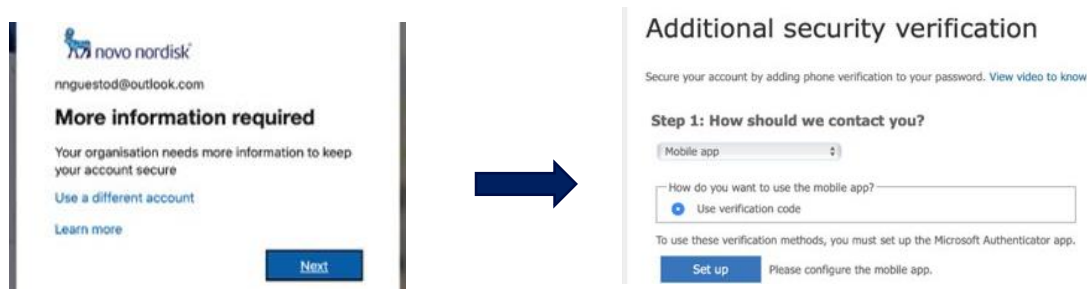 novo nordisk
nnguestod@outlook.com
More information required
Your organisation needs more information to keep
your account secure
Use a different account
Learn more
Next
Additional security verification
Secure your account by adding phone verification to your password. View video to know
Step 1: How should we contact you?
Mobile app
How do you want to use the mobile app?
Use verification code
To use these verification methods, you must set up the Microsoft Authenticator app.
Set up Please configure the mobile app.